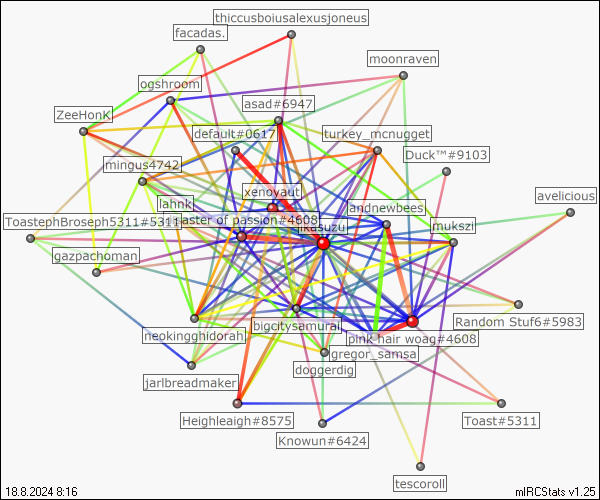 thiccusboiusalexusjoneus
facadas.
moonraven
ogshroom
asad#6947
ZeeHonK
default#0617
turkey_mcnugget
Duck™#9103
mingus4742
xenoyaut
avelicious
lahnk
andnewbees
ToastephBroseph5311#5311
master of passion#4608
mukszi
gazpachoman
bigcitysamurai
Random Stuf6#5983
neokingghidorah
pink hair woag#4608
gregor_samsa
doggerdig
jarlbreadmaker
Heighleaigh#8575
Toast#5311
Knowun#6424
tescoroll
18.8.2024 8:16
mIRCStats v1.25